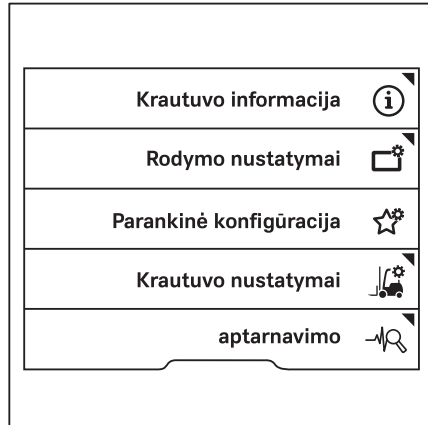 Krautuvo informacija
Rodymo nustatymai
Parankinė konfigūracija
Krautuvo nustatymai
aptarnavimo